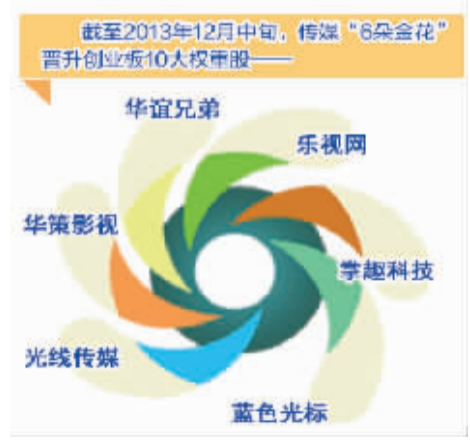 截至2013年12月中旬，传媒“6朵金花”
晋升创业板10大权重股——
华谊兄弟
乐视网
华策影视
掌趣科技
光线传媒
蓝色光标